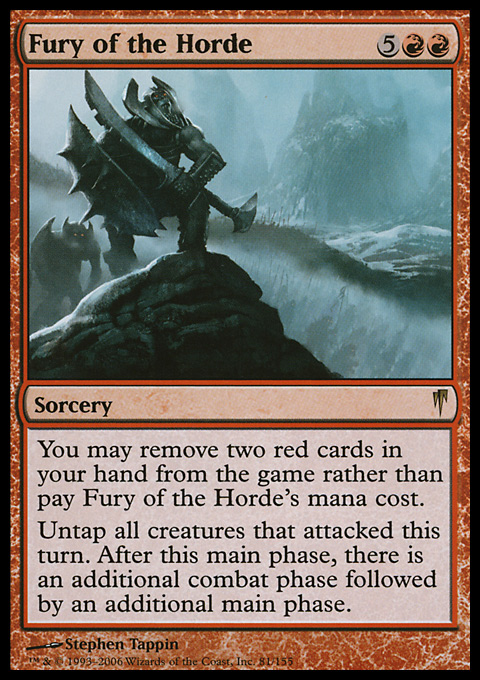 Fury of the Horde 5
Sorcery
You may remove two red cards in
your hand from the game rather than
pay Fury of the Horde's mana cost.
Untap all creatures that attacked this
turn. After this main phase, there is
an additional combat phase followed
by an additional main phase.
Stephen Tappin
™ & © 1993–2006 Wizards of the Coast, Inc. 81/155